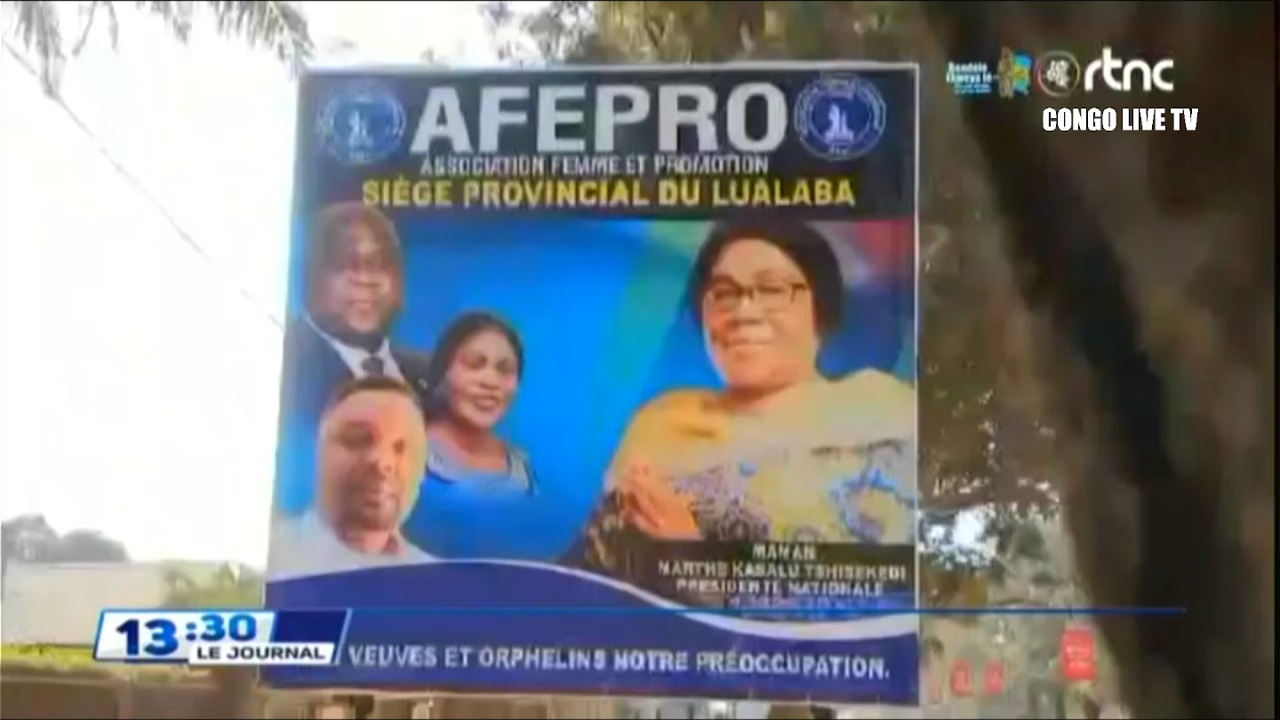 rtnc
CONGO LIVE TV
AFEPRO
ASSOCIATION FEMME ET PROMOTION
SIÈGE PROVINCIAL DU LUALABA
MAMAN
MARTHE KABALU TSHISEKEDI
PRESIDENTE NATIONALE
13:30
LE JOURNAL
VEUVES ET ORPHELINS NOTRE PRÉOCCUPATION.